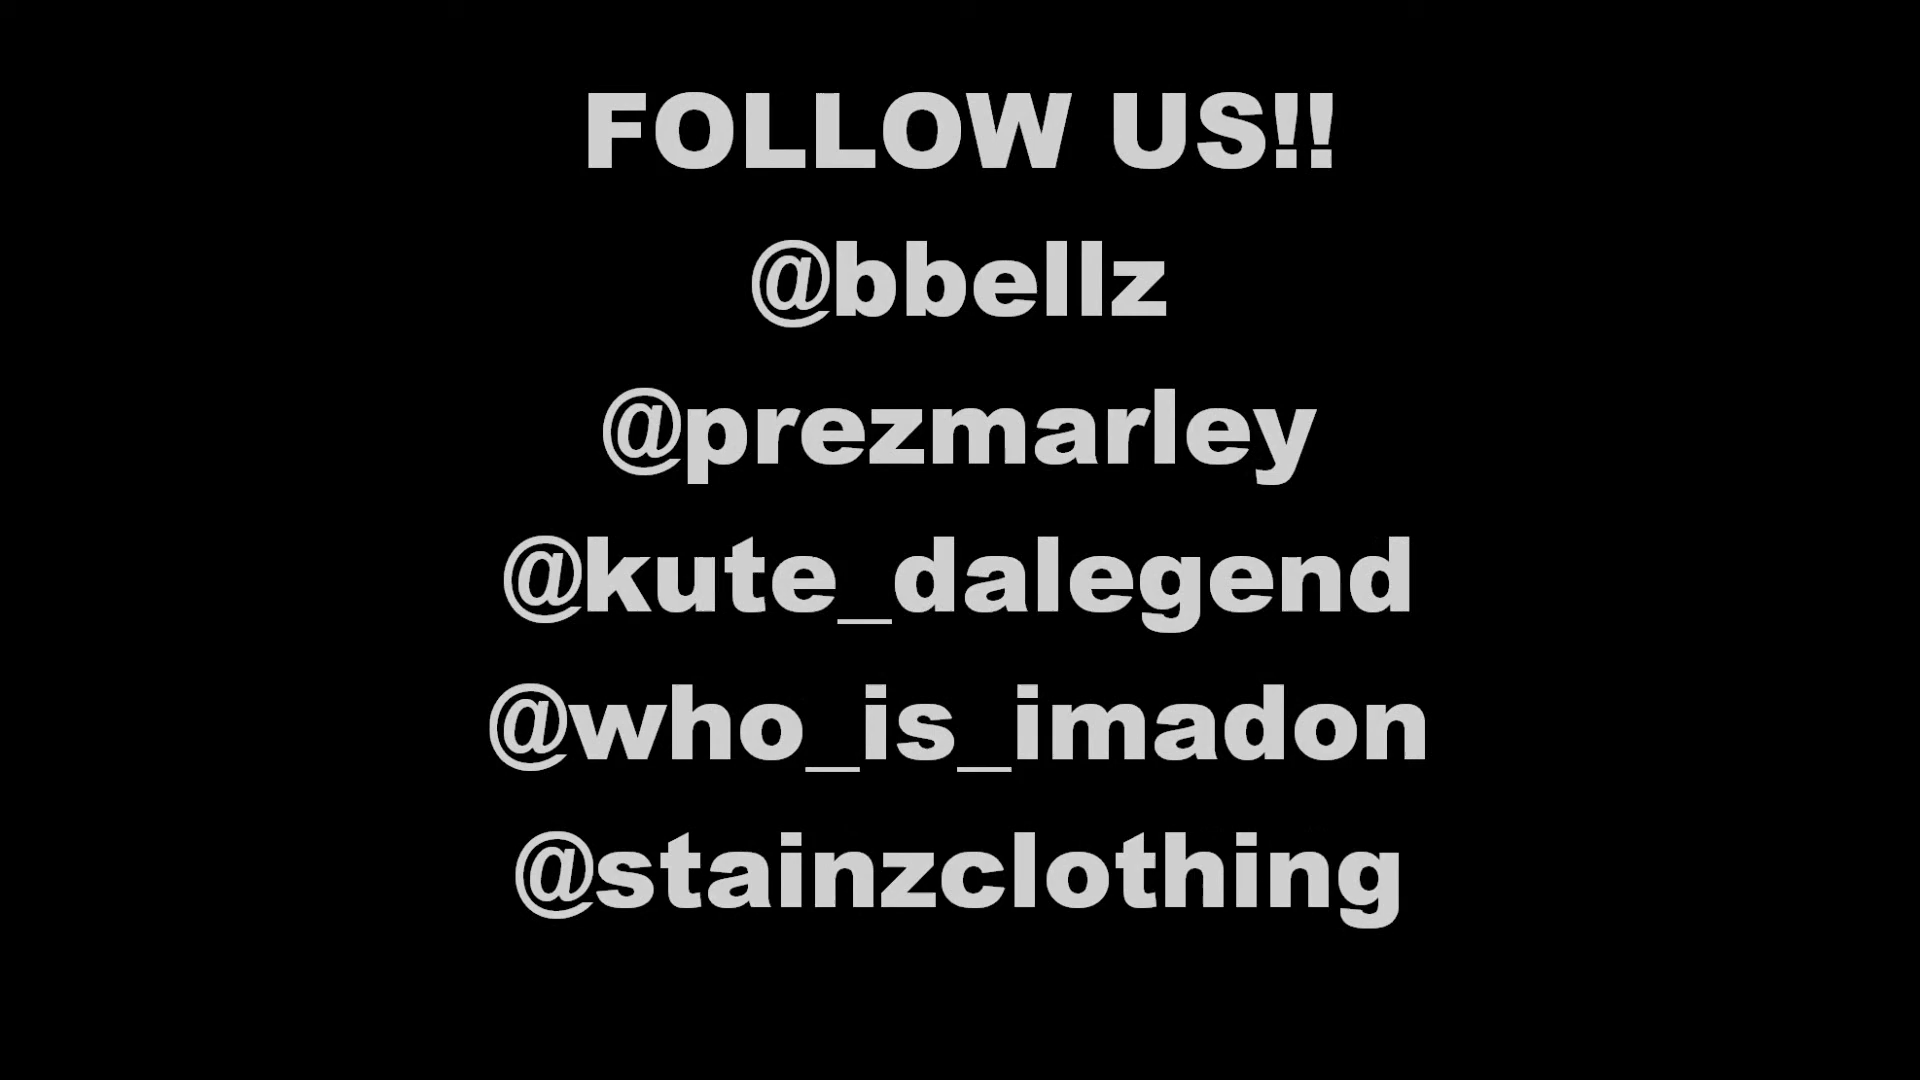 FOLLOW US!!
@bbellz
@prezmarley
@kute_dalegend
@who_is_imadon
@stainzclothing